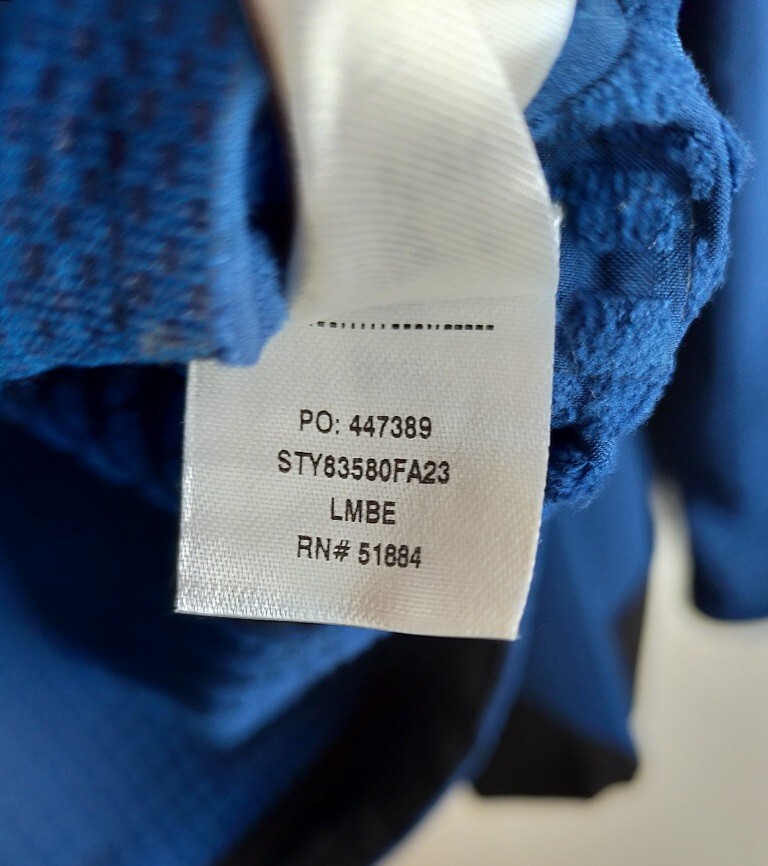 PO: 447389
STY83580FA23
LMBE
RN# 51884